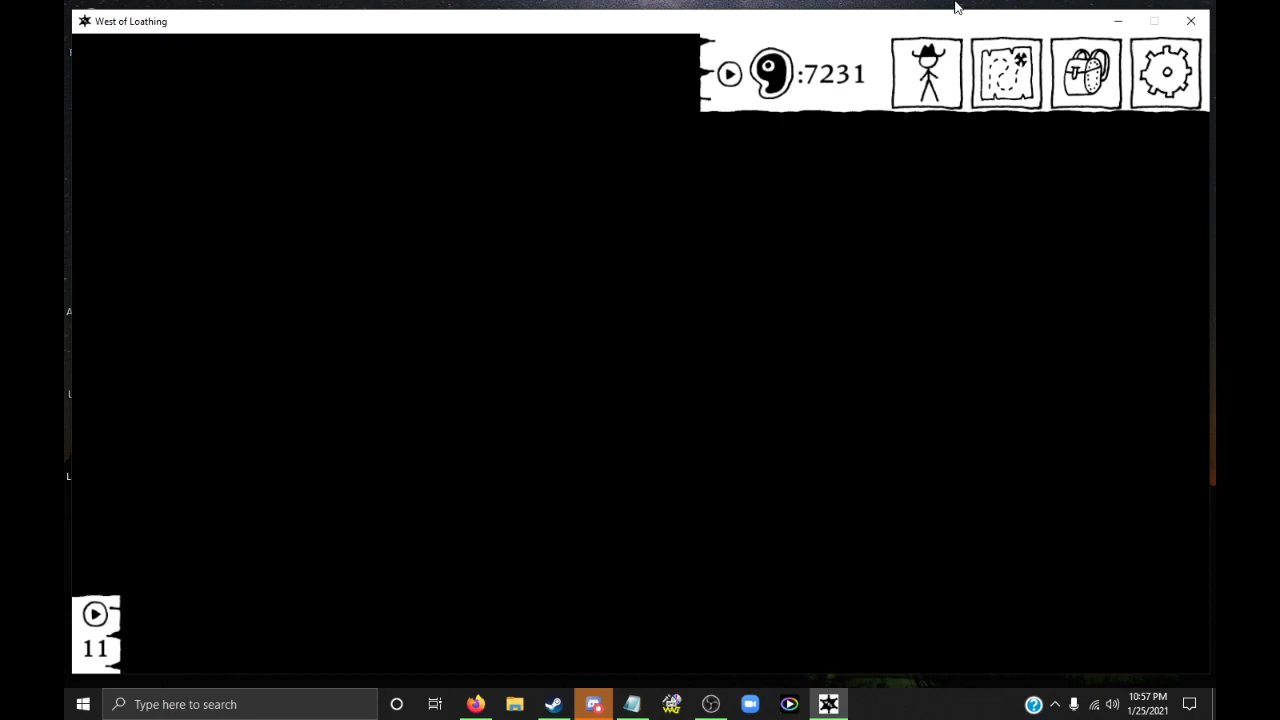 West of Loathing
:7231
A
L
L
11
Type here to search
10:57 PM
1/25/2021